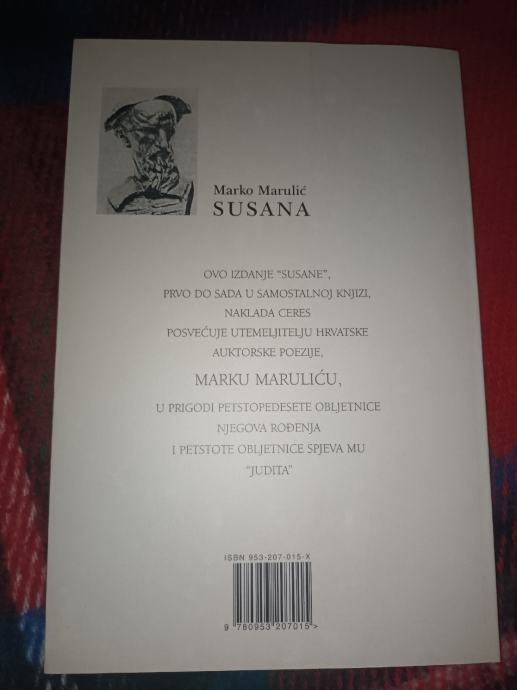 Marko Marulić
SUSANA
OVO IZDANJE "SUSANE",
PRVO DO SADA U SAMOSTALNOJ KNJIZI,
NAKLADA CERES
POSVEĆUJE UTEMELJITELJU HRVATSKE
AUKTORSKE POEZIJE,
MARKU MARULIĆU,
U PRIGODI PETSTOPEDESETE OBLJETNICE
NJEGOVA ROĐENJA
I PETSTOTE OBLJETNICE SPJEVA MU
"JUDITA"
ISBN 953-207-015-X
9 780953 207015 >